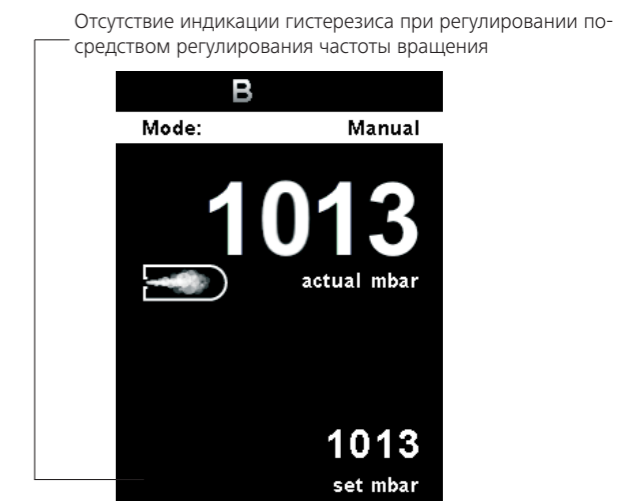 Отсутствие индикации гистерезиса при регулировании по-
средством регулирования частоты вращения
B
Mode: Manual
1013
actual mbar
1013
set mbar